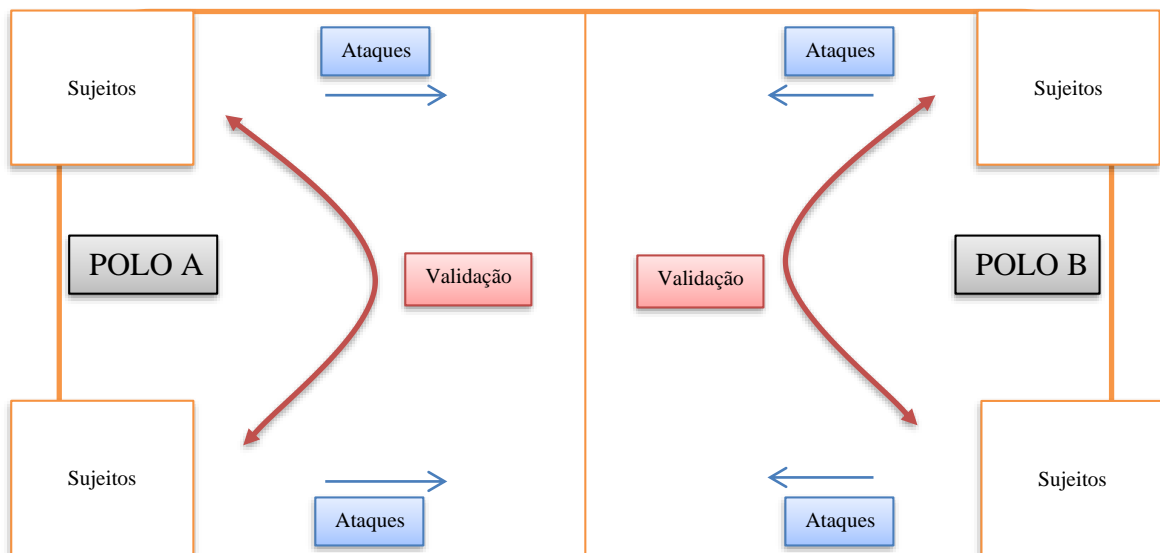 Ataques
Ataques
Sujeitos
Sujeitos
POLO A
Validação
Validação
POLO B
Sujeitos
Sujeitos
Ataques
Ataques